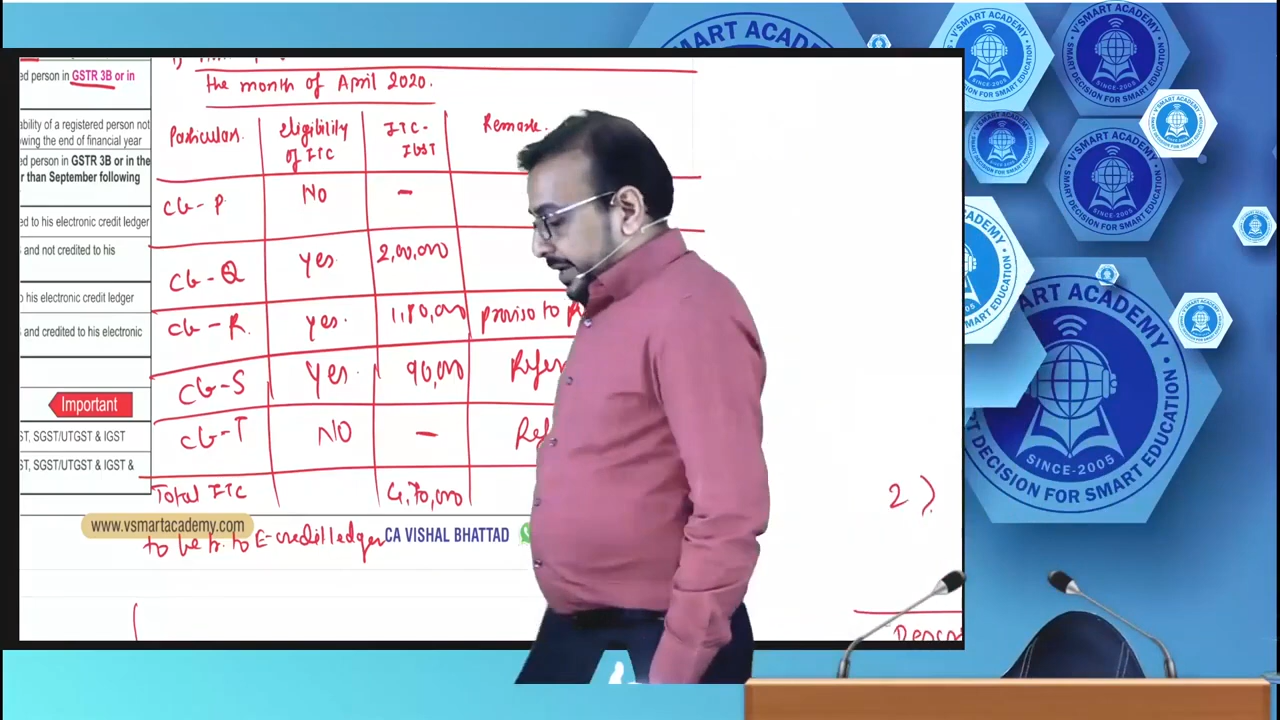 ed person in GSTR 3B or in
ability of a registered person not
owing the end of financial year
ed person in GSTR 3B or in the
er than September following
ed to his electronic credit ledger
and not credited to his
o his electronic credit ledger
and credited to his electronic
Important
ST, SGST/UTGST & IGST
ST, SGST/UTGST & IGST &
the month of April 2020.
Particulars Eligibility of ITC ITC - IGST Remark.
CG-P NO -
CG-Q Yes 2,00,000
CG-R Yes 1,80,000 proviso to
CG-S Yes 90,000 Refer
CG-T NO - Ref
Total ITC 4,70,000
to be tr. to E-credit ledger
www.vsmartacademy.com
CA VISHAL BHATTAD
2)
V'SMART ACADEMY
DECISION FOR SMART EDUCATION
SINCE-2005